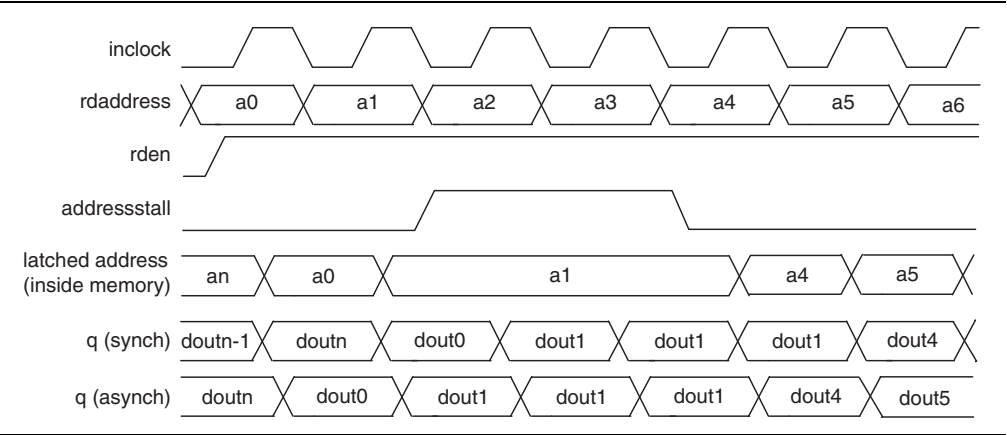 inclock
rdaddress a0 a1 a2 a3 a4 a5 a6
rden
addressstall
latched address
(inside memory) an a0 a1 a4 a5
q (synch) doutn-1 doutn dout0 dout1 dout1 dout1 dout4
q (asynch) doutn dout0 dout1 dout1 dout1 dout4 dout5